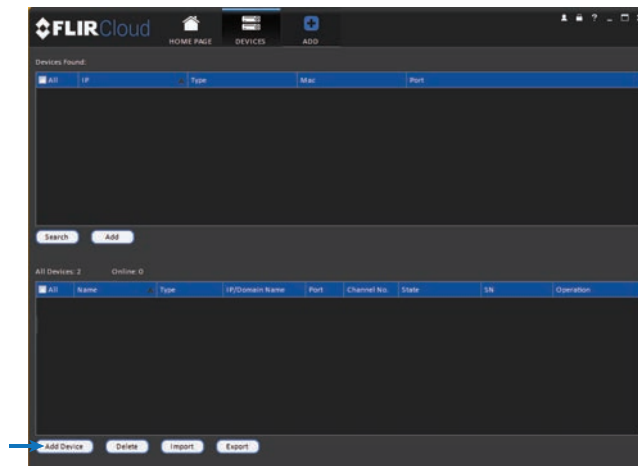 FLIRCloud
HOME PAGE DEVICES ADD
?
Devices Found:
All IP Type Mac Port
Search Add
All Devices: 2 Online: 0
All Name Type IP/Domain Name Port Channel No. State SN Operation
Add Device Delete Import Export